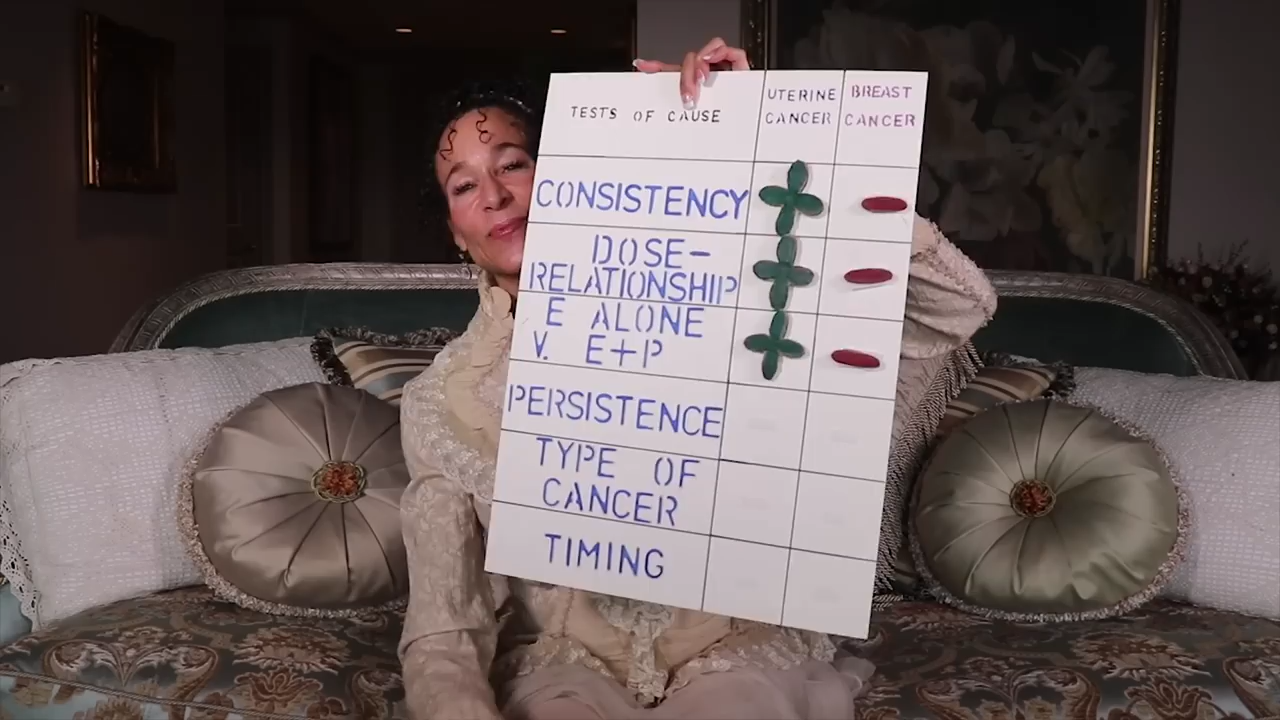 TESTS OF CAUSE
UTERINE
CANCER
BREAST
CANCER
CONSISTENCY
DOSE-
RELATIONSHIP
E ALONE
V. E+P
PERSISTENCE
TYPE OF
CANCER
TIMING